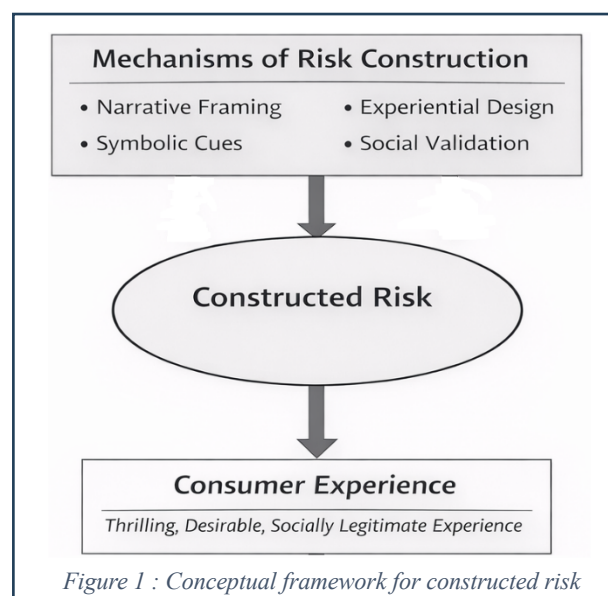 Mechanisms of Risk Construction
• Narrative Framing • Experiential Design
• Symbolic Cues • Social Validation
Constructed Risk
Consumer Experience
Thrilling, Desirable, Socially Legitimate Experience
Figure 1 : Conceptual framework for constructed risk